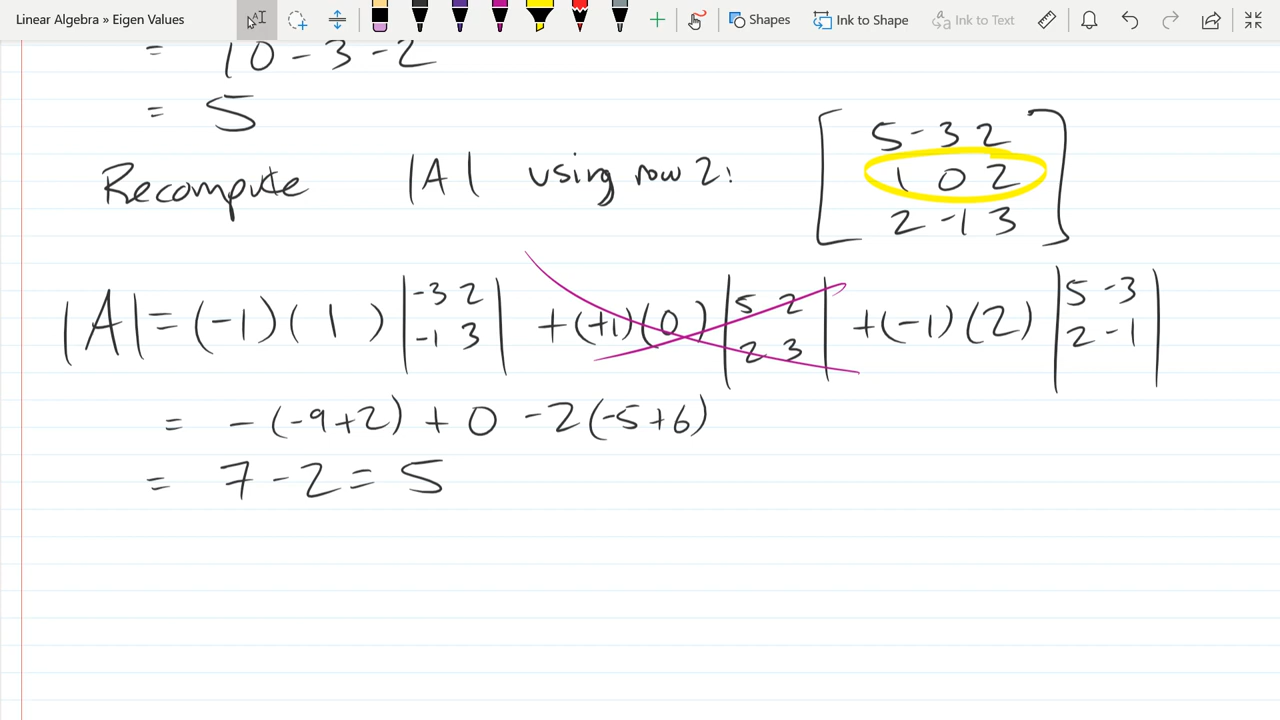 Linear Algebra » Eigen Values
Shapes
Ink to Shape
Ink to Text
= 10 - 3 - 2
= 5
Recompute |A| using row 2:
[ 5 -3 2
1 0 2
2 -1 3 ]
|A| = (-1)(1) |-3 2 / -1 3| + (+1)(0) |5 2 / 2 3| + (-1)(2) |5 -3 / 2 -1|
= -(-9+2) + 0 -2(-5+6)
= 7 - 2 = 5